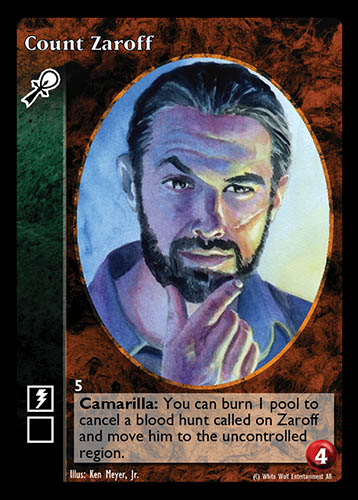 Count Zaroff
5
Camarilla: You can burn 1 pool to
cancel a blood hunt called on Zaroff
and move him to the uncontrolled
region.
4
Illus: Ken Meyer, Jr.
(C) White Wolf Entertainment AB